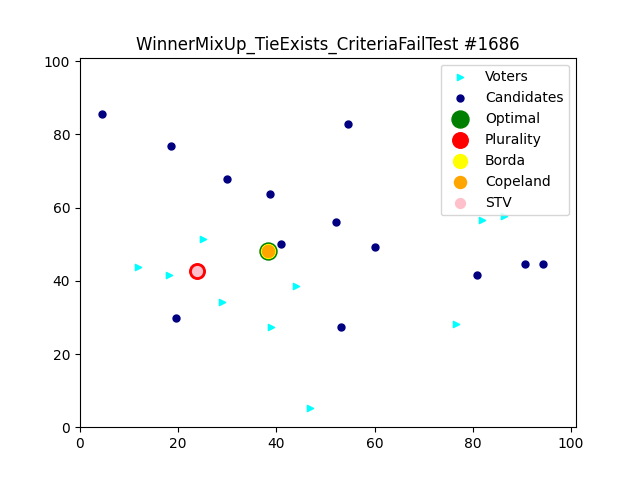 WinnerMixUp_TieExists_CriteriaFailTest #1686
100
80
60
40
20
0
0 20 40 60 80 100
Voters
Candidates
Optimal
Plurality
Borda
Copeland
STV